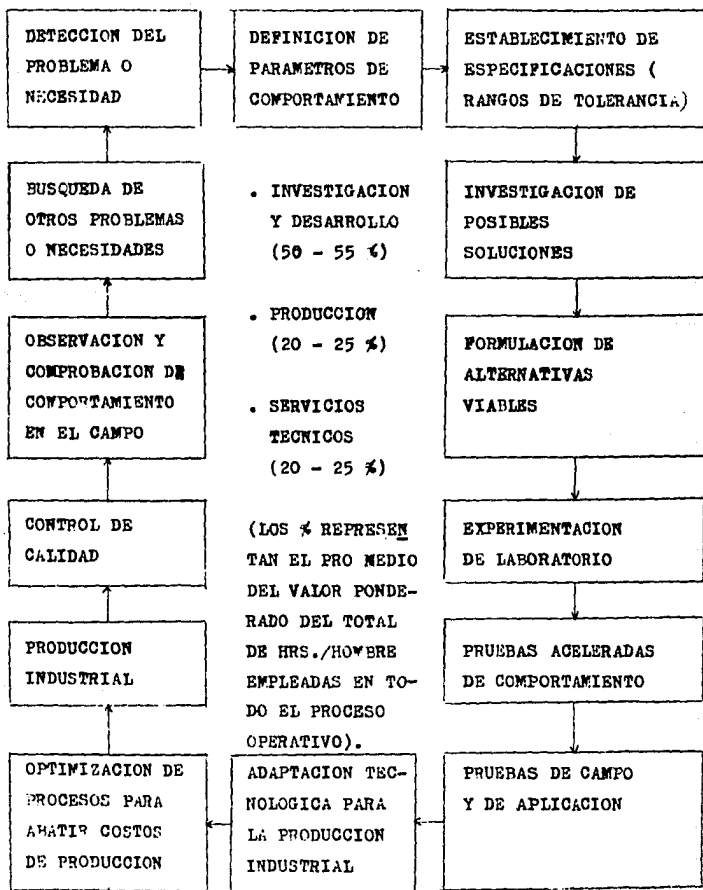 DETECCION DEL
PROBLEMA O
NECESIDAD
DEFINICION DE
PARAMETROS DE
COMPORTAMIENTO
ESTABLECIMIENTO DE
ESPECIFICACIONES (
RANGOS DE TOLERANCIA)
BUSQUEDA DE
OTROS PROBLEMAS
O NECESIDADES
. INVESTIGACION
Y DESARROLLO
(50 - 55 %)
INVESTIGACION DE
POSIBLES
SOLUCIONES
OBSERVACION Y
COMPROBACION DE
COMPORTAMIENTO
EN EL CAMPO
. PRODUCCION
(20 - 25 %)
. SERVICIOS
TECNICOS
(20 - 25 %)
FORMULACION DE
ALTERNATIVAS
VIABLES
CONTROL DE
CALIDAD
(LOS % REPRESEN
TAN EL PRO MEDIO
DEL VALOR PONDE-
RADO DEL TOTAL
DE HRS./HOMBRE
EMPLEADAS EN TO-
DO EL PROCESO
OPERATIVO).
EXPERIMENTACION
DE LABORATORIO
PRODUCCION
INDUSTRIAL
PRUEBAS ACELERADAS
DE COMPORTAMIENTO
OPTIMIZACION DE
PROCESOS PARA
ABATIR COSTOS
DE PRODUCCION
ADAPTACION TEC-
NOLOGICA PARA
LA PRODUCCION
INDUSTRIAL
PRUEBAS DE CAMPO
Y DE APLICACION